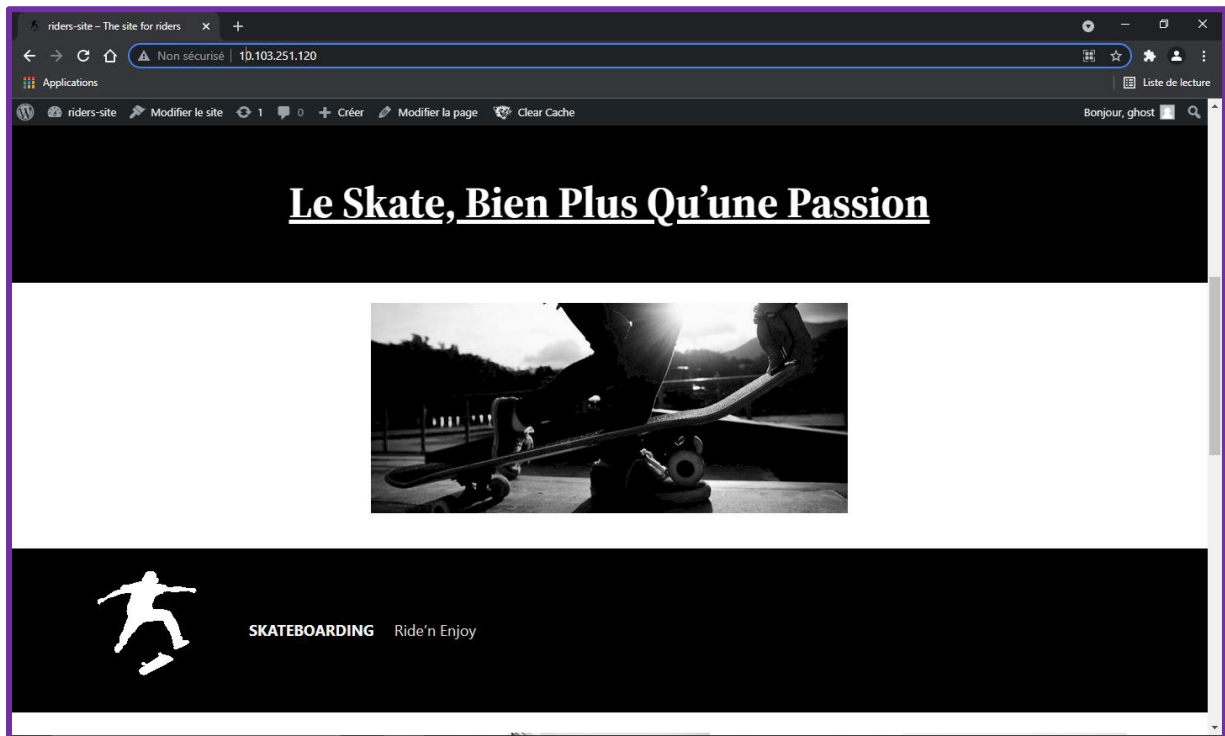 riders-site – The site for riders
Non sécurisé | 10.103.251.120
Applications
Liste de lecture
riders-site Modifier le site 1 0 Créer Modifier la page Clear Cache Bonjour, ghost
Le Skate, Bien Plus Qu’une Passion
SKATEBOARDING Ride’n Enjoy